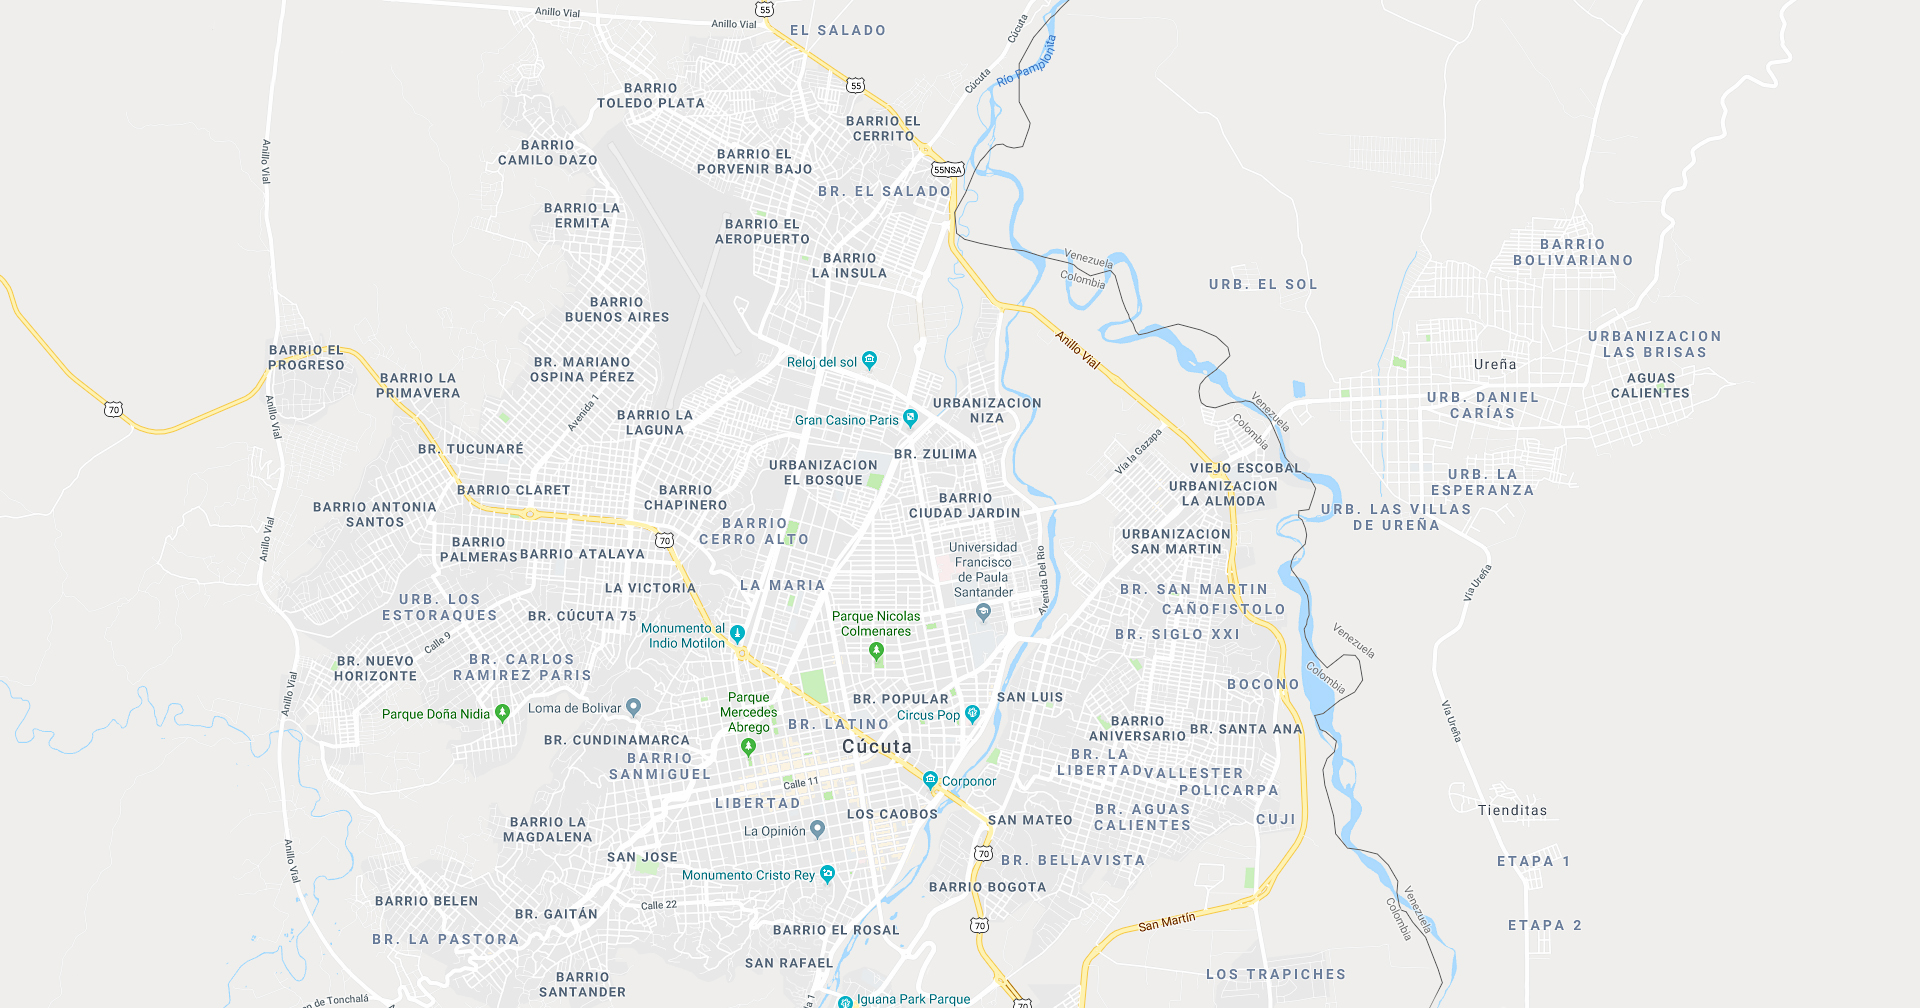 Anillo Vial
55
Anillo Vial
EL SALADO
Cúcuta
Río Pamplonita
Cúcuta
55
BARRIO
TOLEDO PLATA
BARRIO EL
CERRITO
Anillo Vial
BARRIO
CAMILO DAZO
BARRIO EL
PORVENIR BAJO
55NSA
BR. EL SALADO
BARRIO LA
ERMITA
BARRIO EL
AEROPUERTO
BARRIO
LA INSULA
Venezuela
Colombia
URB. EL SOL
BARRIO
BOLIVARIANO
BARRIO
BUENOS AIRES
Anillo Vial
URBANIZACION
LAS BRISAS
BARRIO EL
PROGRESO
BR. MARIANO
OSPINA PÉREZ
Reloj del sol
Ureña
AGUAS
CALIENTES
BARRIO LA
PRIMAVERA
70
Anillo Vial
Avenida 1
BARRIO LA
LAGUNA
Gran Casino Paris
URBANIZACION
NIZA
Venezuela
Colombia
URB. DANIEL
CARÍAS
BR. TUCUNARÉ
BR. ZULIMA
Vía la Gazapa
URBANIZACION
EL BOSQUE
VIEJO ESCOBAL
URBANIZACION
LA ALMODA
URB. LA
ESPERANZA
BARRIO CLARET
BARRIO
CHAPINERO
BARRIO
CIUDAD JARDIN
BARRIO ANTONIA
SANTOS
URB. LAS VILLAS
DE UREÑA
BARRIO
CERRO ALTO
Anillo Vial
70
BARRIO
PALMERAS
BARRIO ATALAYA
URBANIZACION
SAN MARTIN
Universidad
Francisco
de Paula
Santander
Avenida Del Rio
LA VICTORIA
LA MARIA
BR. SAN MARTIN
CAÑOFISTOLO
Vía Ureña
URB. LOS
ESTORAQUES
BR. CÚCUTA 75
Parque Nicolas
Colmenares
Monumento al
Indio Motilon
BR. SIGLO XXI
Calle 9
Venezuela
Colombia
BR. NUEVO
HORIZONTE
BR. CARLOS
RAMIREZ PARIS
BOCONO
Anillo Vial
Parque
Mercedes
Abrego
BR. POPULAR
SAN LUIS
Loma de Bolivar
Parque Doña Nidia
Circus Pop
BR. LATINO
BARRIO
ANIVERSARIO
BR. SANTA ANA
Vía Ureña
BR. CUNDINAMARCA
Cúcuta
BARRIO
SANMIGUEL
BR. LA
LIBERTAD
VALLESTER
Calle 11
Corponor
POLICARPA
LIBERTAD
LOS CAOBOS
BR. AGUAS
CALIENTES
CUJI
Tienditas
BARRIO LA
MAGDALENA
La Opinión
SAN MATEO
Anillo Vial
SAN JOSE
70
BR. BELLAVISTA
ETAPA 1
Monumento Cristo Rey
BARRIO BOGOTA
BARRIO BELEN
Calle 22
BR. GAITÁN
Venezuela
Colombia
70
San Martín
ETAPA 2
BARRIO EL ROSAL
BR. LA PASTORA
SAN RAFAEL
LOS TRAPICHES
BARRIO
SANTANDER
Iguana Park Parque
n de Tonchalá
a 1
70